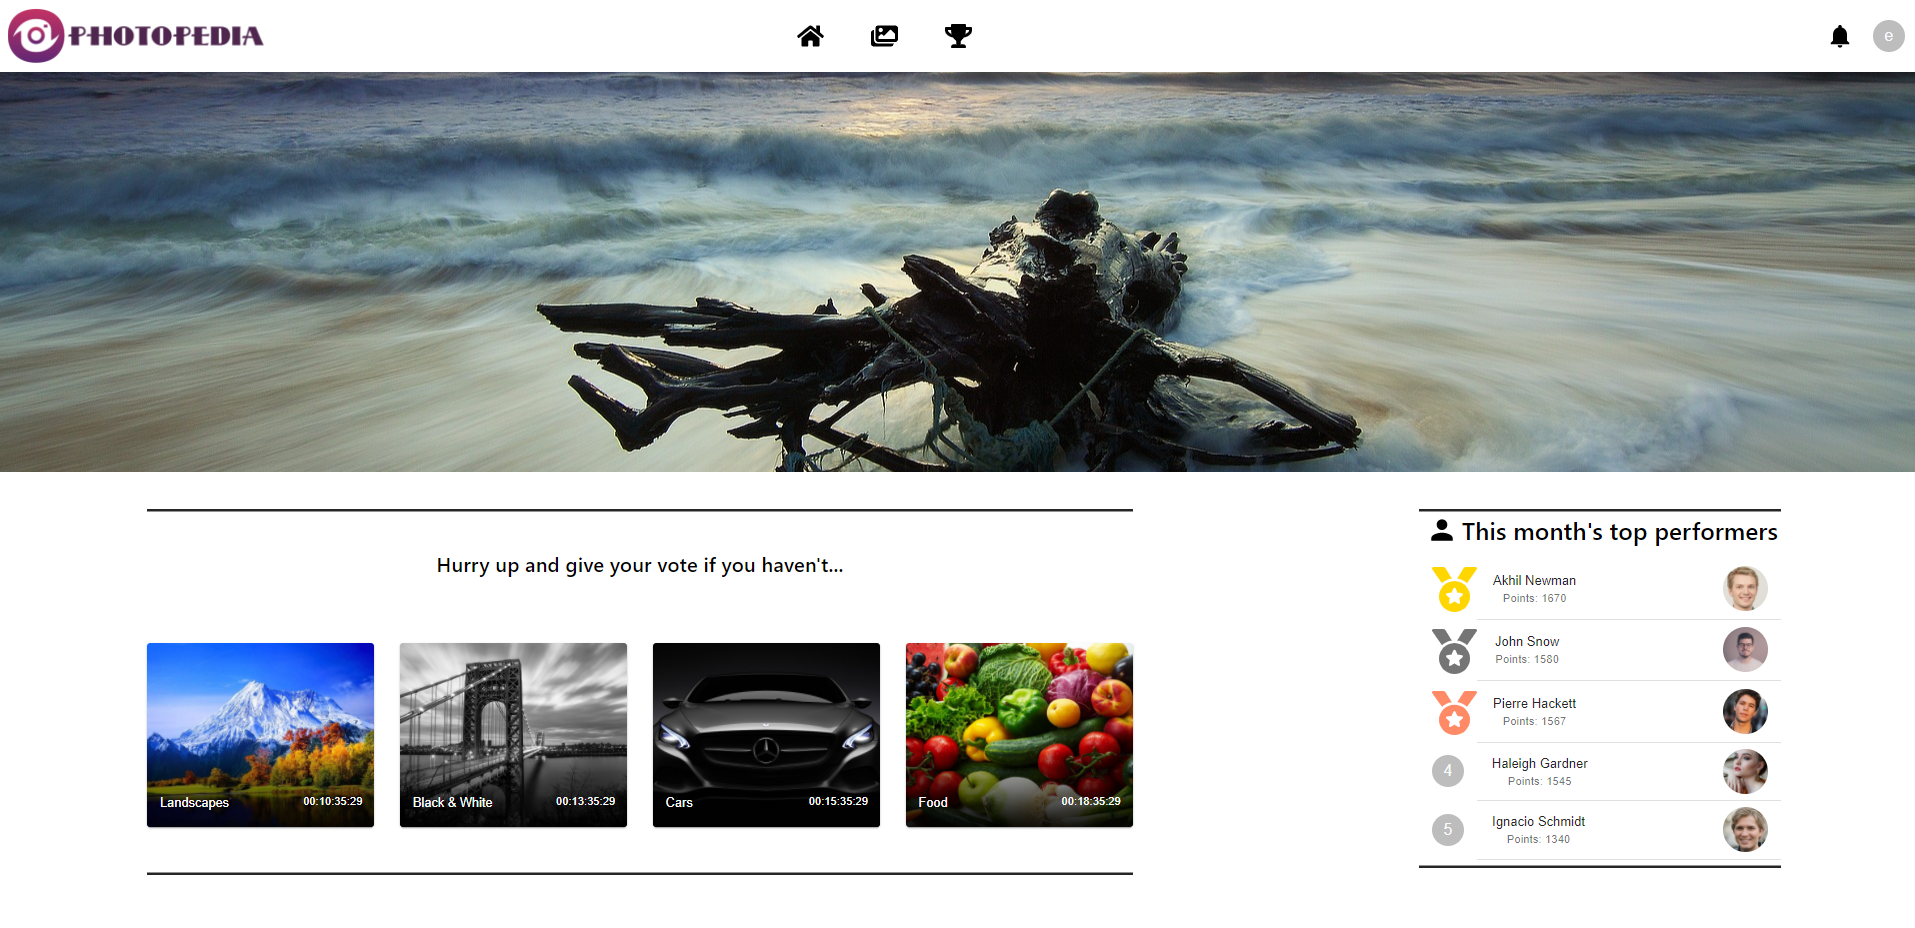 PHOTOPEDIA
e
Hurry up and give your vote if you haven't...
Landscapes 00:10:35:29
Black & White 00:13:35:29
Cars 00:15:35:29
Food 00:18:35:29
This month's top performers
Akhil Newman
Points: 1670
John Snow
Points: 1580
Pierre Hackett
Points: 1567
4 Haleigh Gardner
Points: 1545
5 Ignacio Schmidt
Points: 1340